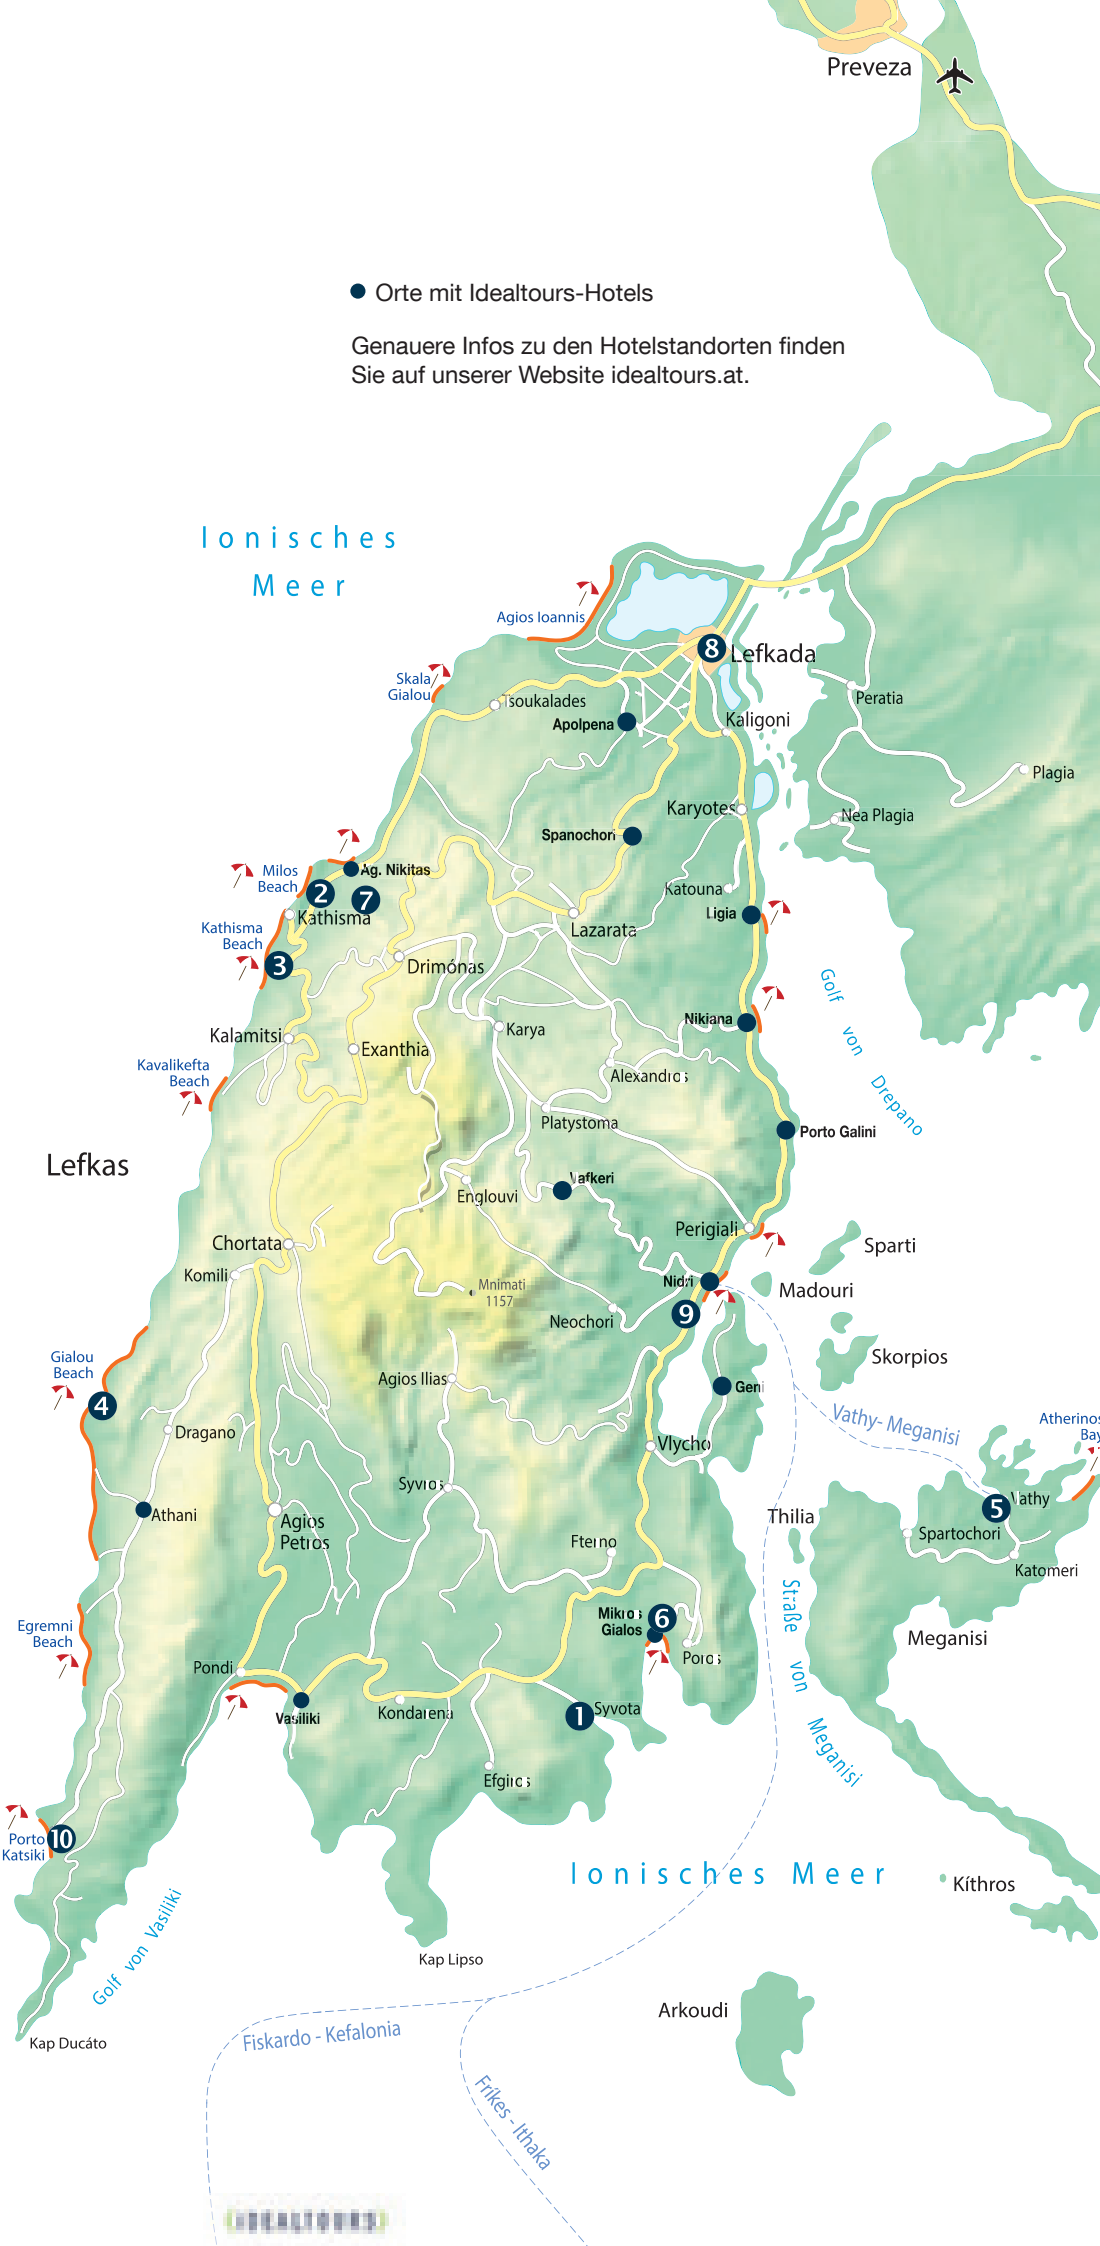 Preveza
Orte mit Idealtours-Hotels
Genauere Infos zu den Hotelstandorten finden
Sie auf unserer Website idealtours.at.
Ionisches
Meer
Agios Ioannis
8
Lefkada
Skala
Gialou
Tsoukalades
Apolpena
Kaligoni
Peratia
Plagia
Karyotes
Nea Plagia
Spanochori
Milos
Beach
Ag. Nikitas
2
7
Katouna
Ligia
Kathisma
Kathisma
Beach
Lazarata
3
Drimónas
Golf von Drepano
Nikiana
Karya
Kalamitsi
Exanthia
Kavalikefta
Beach
Alexandros
Platystoma
Porto Galini
Lefkas
Vafkeri
Englouvi
Perigiali
Chortata
Sparti
Komili
Nidri
Madouri
Mnimati
1157
9
Neochori
Skorpios
Gialou
Beach
Agios Ilias
Geni
4
Vathy- Meganisi
Atherinos
Bay
Dragano
Vlycho
Syvros
5
Vathy
Athani
Thilia
Agios
Petros
Spartochori
Fterno
Katomeri
Straße von Meganisi
Mikros
Gialos
6
Egremni
Beach
Meganisi
Poros
Pondi
Vasiliki
Kondarena
1
Syvota
Efgiros
Porto
Katsiki
10
Ionisches Meer
Kíthros
Golf von Vasiliki
Kap Lipso
Arkoudi
Kap Ducáto
Fiskardo - Kefalonia
Fríkes - Ithaka
IDEALTOURS